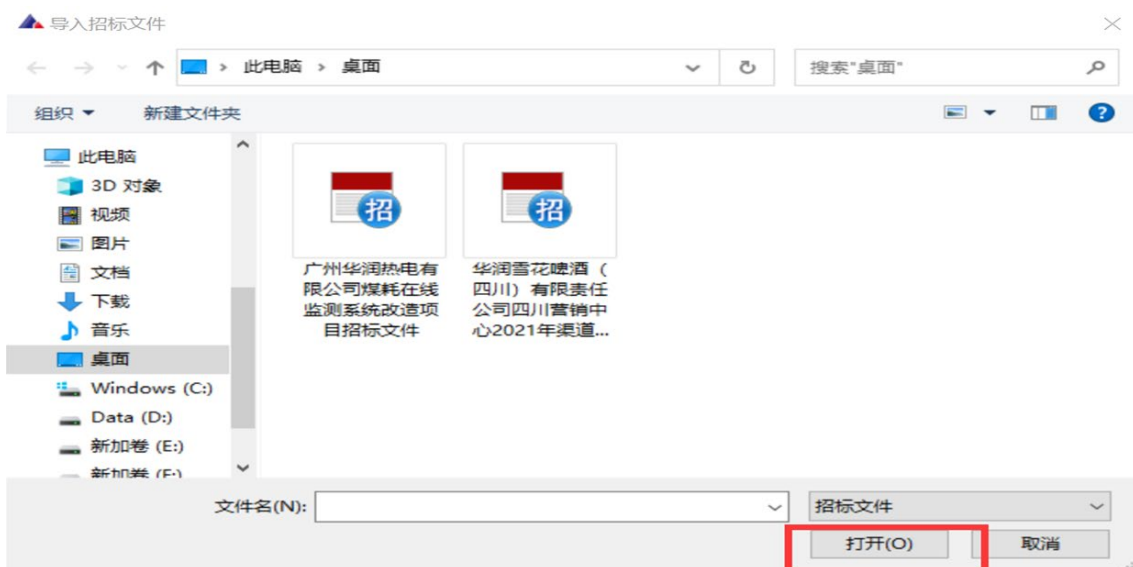 导入招标文件
此电脑 › 桌面
搜索"桌面"
组织
新建文件夹
此电脑
3D 对象
视频
图片
文档
下载
音乐
桌面
Windows (C:)
Data (D:)
新加卷 (E:)
新加卷 (F:)
招
广州华润热电有
限公司煤耗在线
监测系统改造项
目招标文件
招
华润雪花啤酒（
四川）有限责任
公司四川营销中
心2021年渠道...
文件名(N):
招标文件
打开(O)
取消